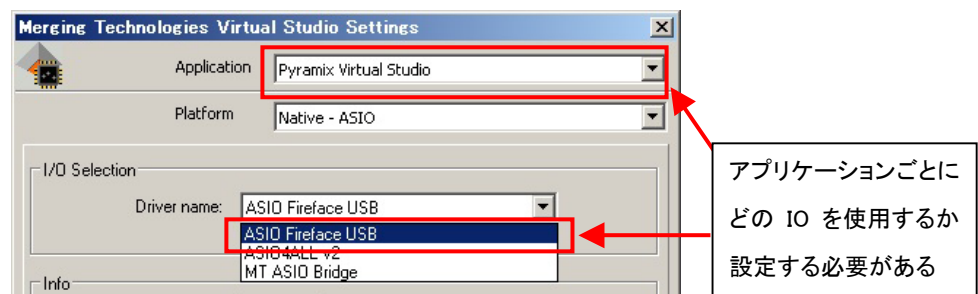 Merging Technologies Virtual Studio Settings
Application
Pyramix Virtual Studio
Platform
Native - ASIO
I/O Selection
Driver name:
ASIO Fireface USB
ASIO Fireface USB
ASIO4ALL v2
MT ASIO Bridge
Info
アプリケーションごとに
どの IO を使用するか
設定する必要がある